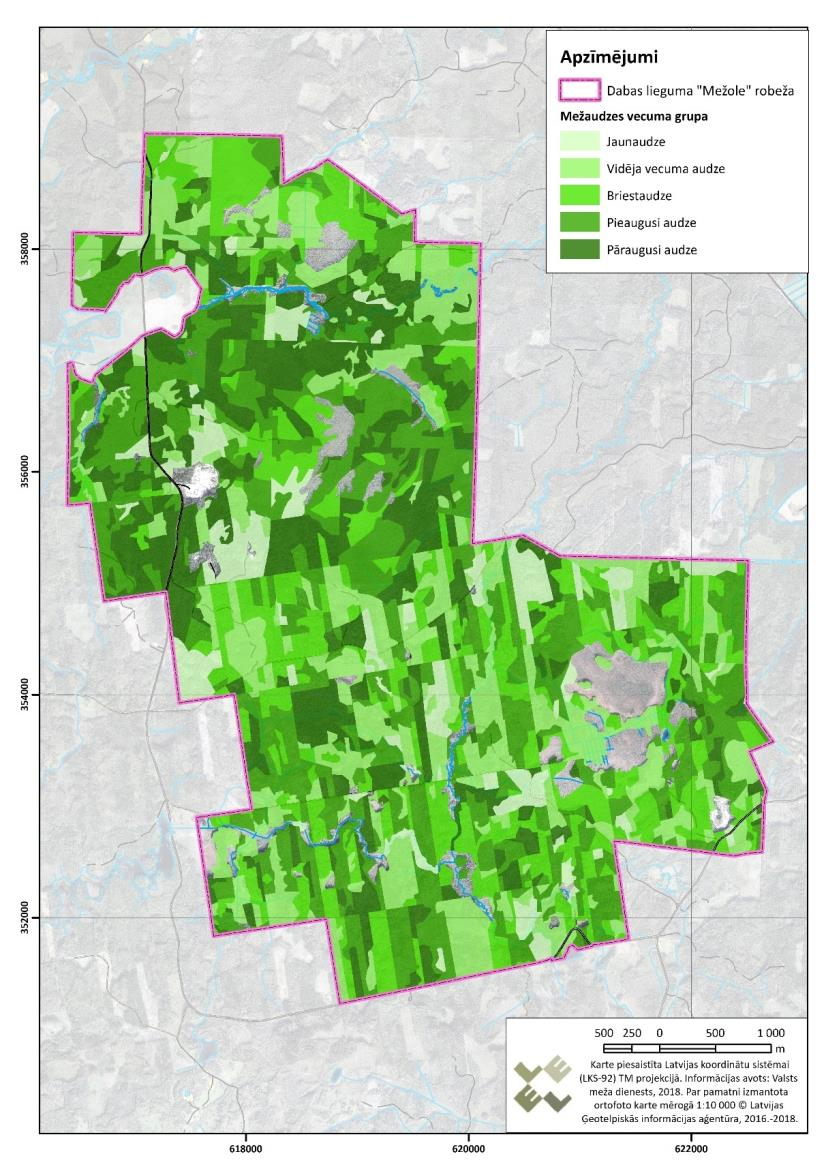 Apzīmējumi
Dabas lieguma "Mežole" robeža
Mežaudzes vecuma grupa
Jaunaudze
Vidēja vecuma audze
Briestaudze
Pieaugusi audze
Pāraugusi audze
358000
356000
354000
352000
500 250 0 500 1 000
m
Karte piesaistīta Latvijas koordinātu sistēmai
(LKS-92) TM projekcijā. Informācijas avots: Valsts
meža dienests, 2018. Par pamatni izmantota
ortofoto karte mērogā 1:10 000 © Latvijas
Ģeotelpiskās informācijas aģentūra, 2016.-2018.
618000 620000 622000